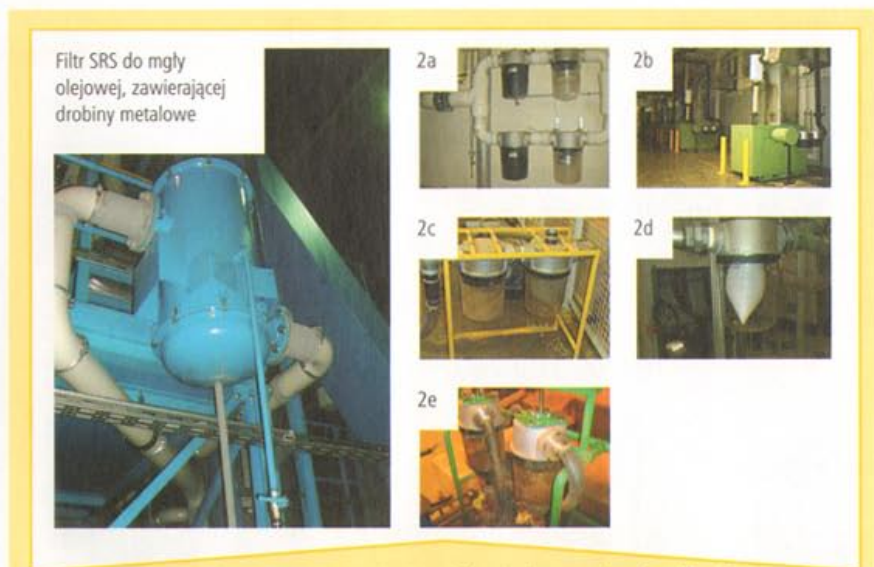 Filtr SRS do mgły
olejowej, zawierającej
drobiny metalowe
2a
2b
2c
2d
2e